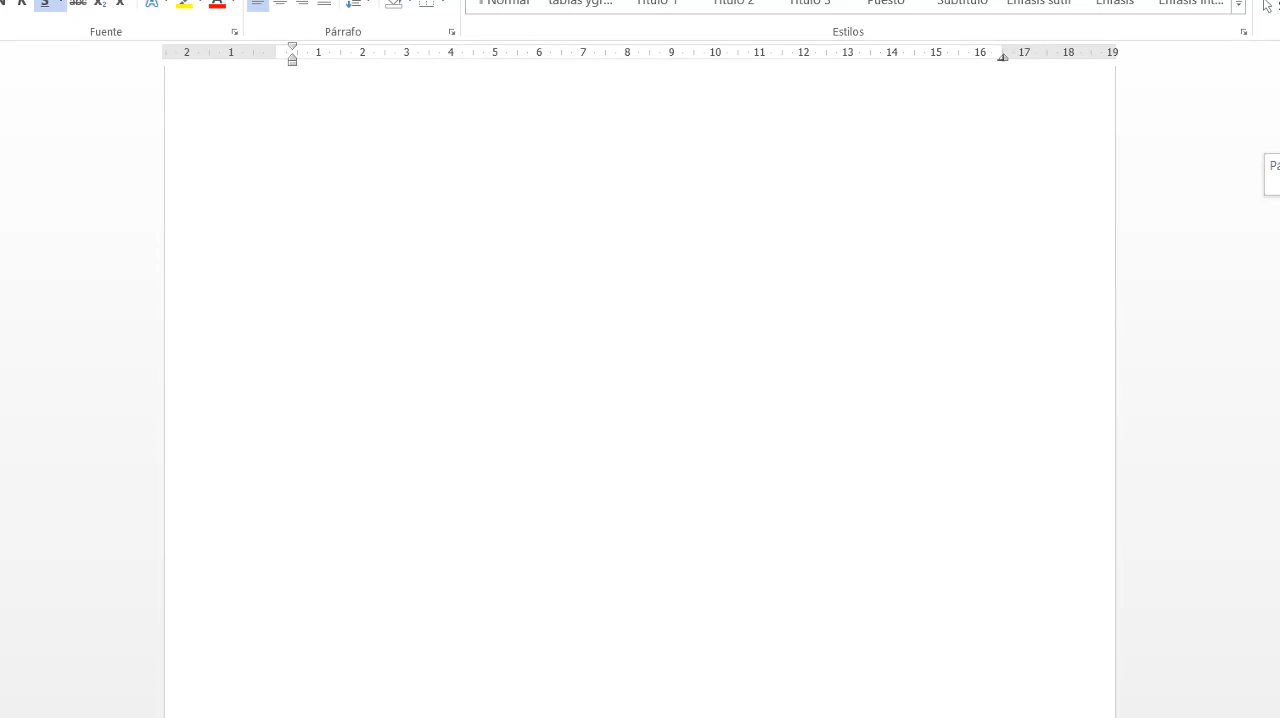 N K S abc X₂ X A A ¶ Normal tablas ygr... Título 1 Título 2 Título 3 Puesto Subtítulo Énfasis sutil Énfasis Énfasis int...
Fuente Párrafo Estilos
2 1 1 2 3 4 5 6 7 8 9 10 11 12 13 14 15 16 17 18 19